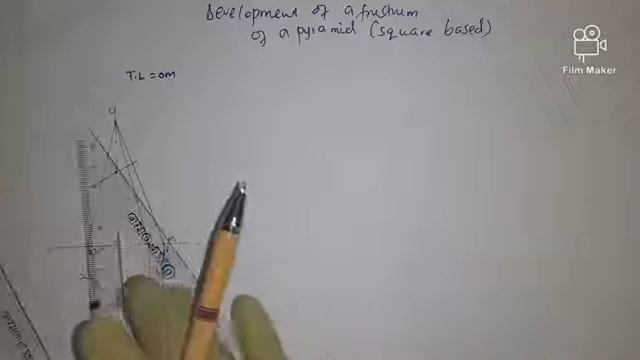 Development of a frustum
of a pyramid (square based)
Film Maker
T.L = om
O